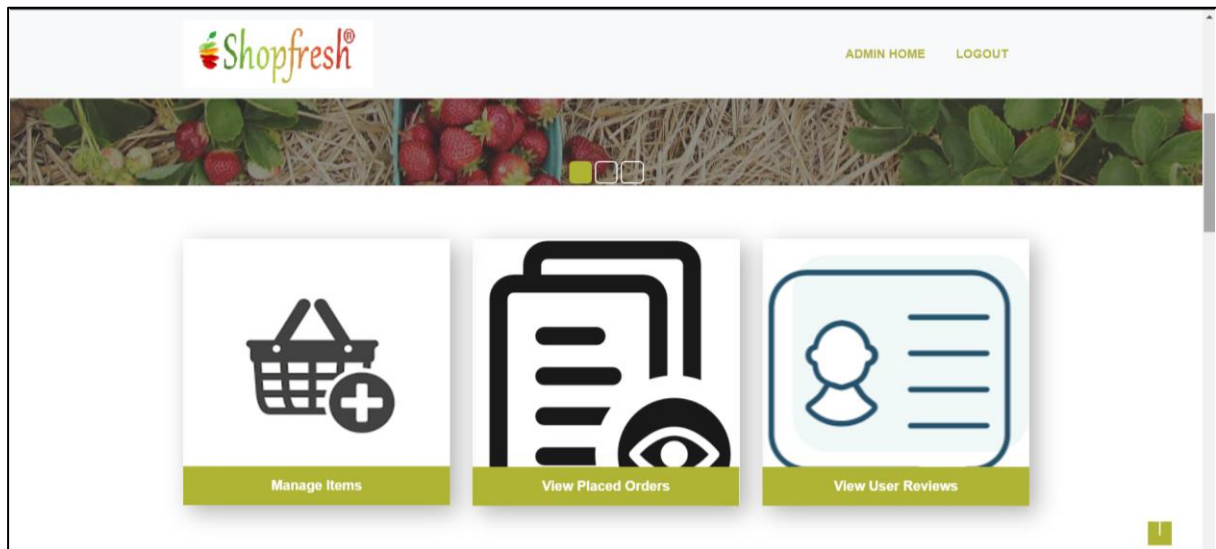 Shopfresh®
ADMIN HOME LOGOUT
Manage Items
View Placed Orders
View User Reviews